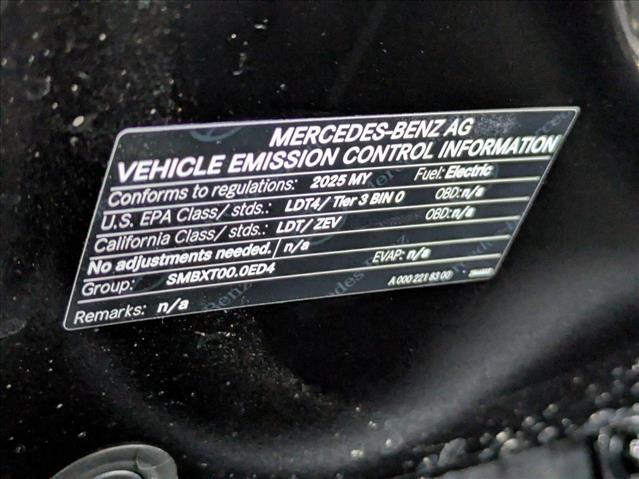 MERCEDES-BENZ AG
VEHICLE EMISSION CONTROL INFORMATION
Conforms to regulations: 2025 MY Fuel: Electric
U.S. EPA Class/ stds.: LDT4/ Tier 3 BIN 0 OBD: n/a
California Class/ stds.: LDT/ ZEV OBD: n/a
No adjustments needed. n/a
Group: SMBXT00.0ED4 EVAP: n/a
Remarks: n/a A 000 221 83 00